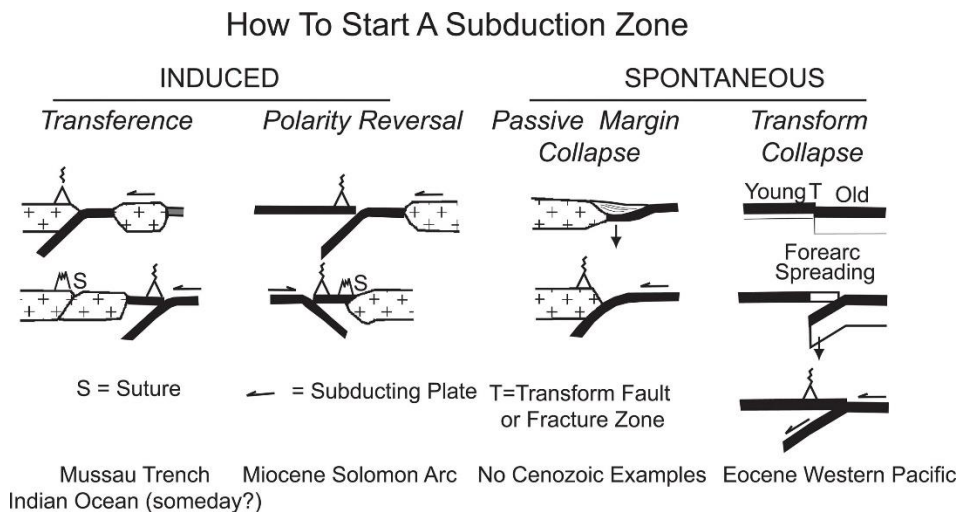 How To Start A Subduction Zone
INDUCED
SPONTANEOUS
Transference
Polarity Reversal
Passive Margin
Collapse
Transform
Collapse
Young T Old
Forearc
Spreading
S
S
S = Suture
= Subducting Plate
T=Transform Fault
or Fracture Zone
Mussau Trench
Indian Ocean (someday?)
Miocene Solomon Arc
No Cenozoic Examples
Eocene Western Pacific